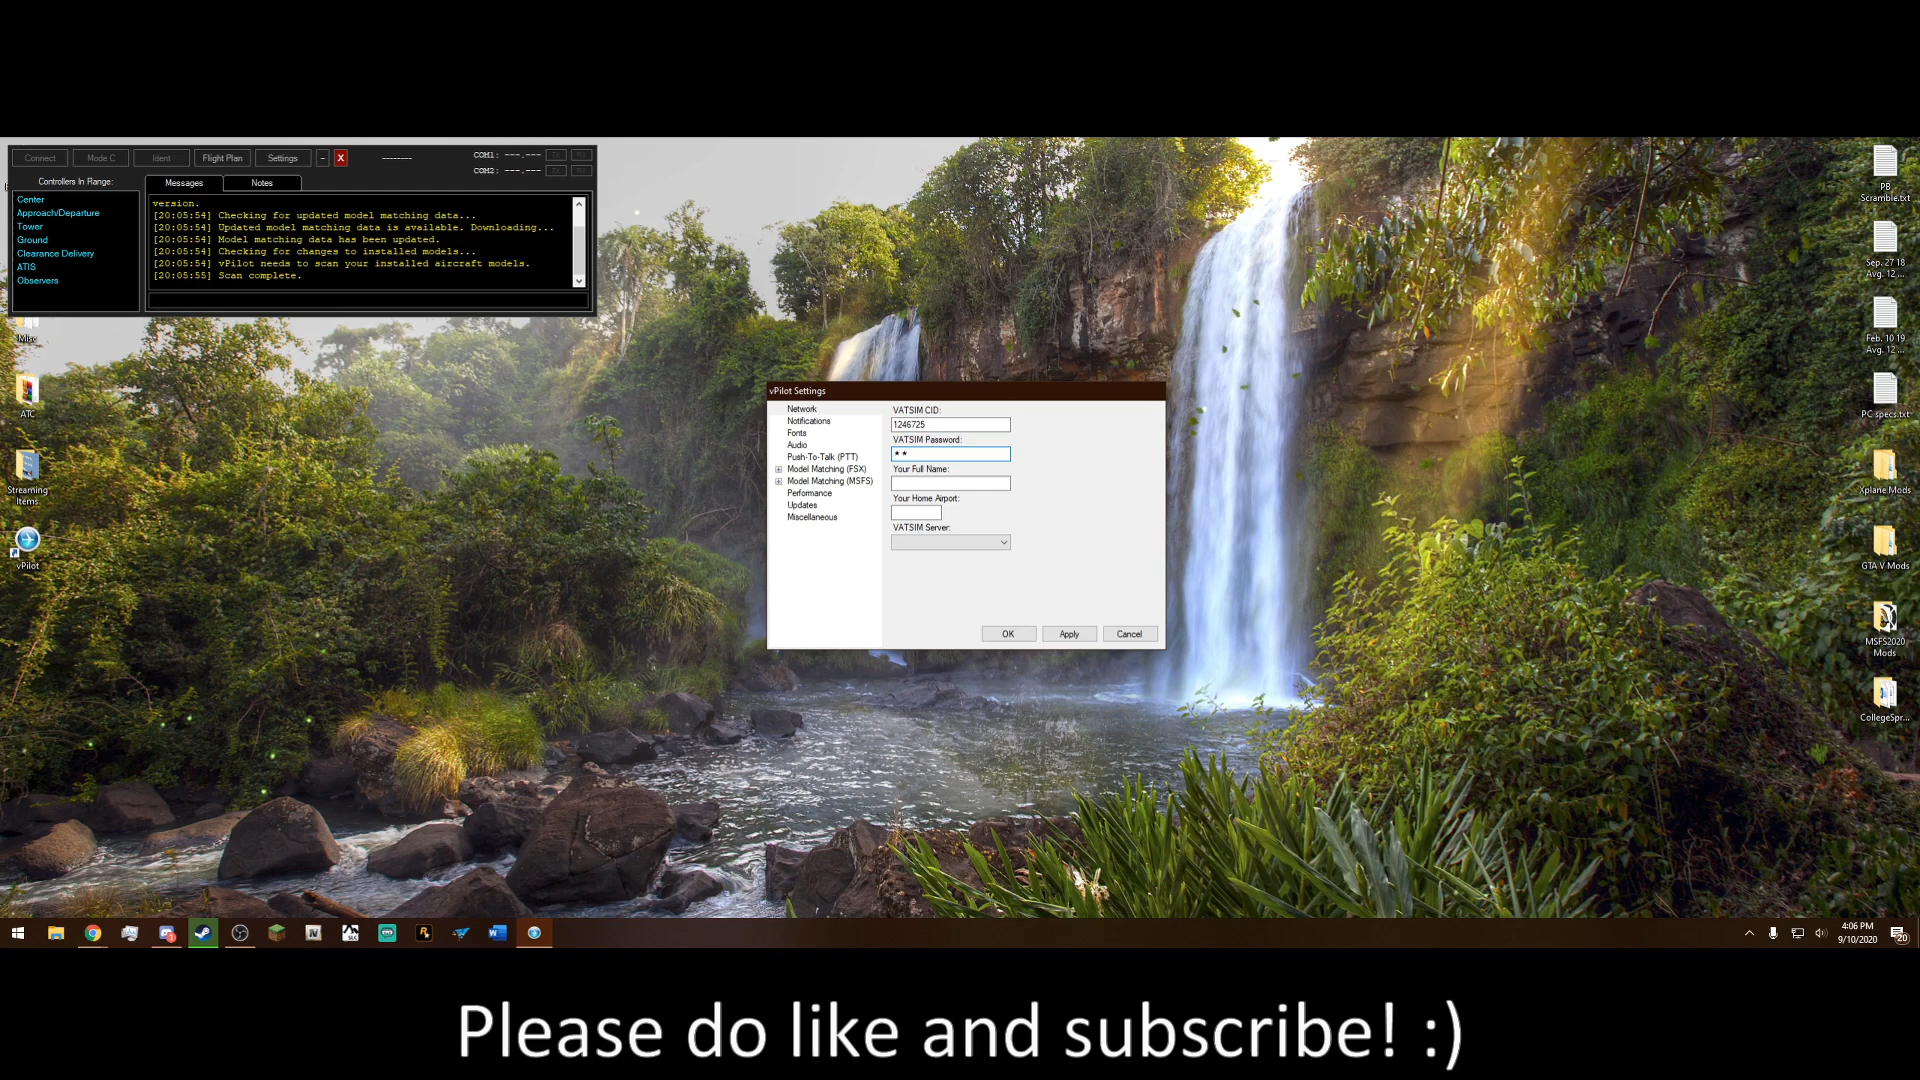 Connect Mode C Ident Flight Plan Settings - X -------- COM1: ---.--- TX RX
COM2: ---.--- TX RX
Controllers In Range:
Center
Approach/Departure
Tower
Ground
Clearance Delivery
ATIS
Observers
Messages Notes
version.
[20:05:54] Checking for updated model matching data...
[20:05:54] Updated model matching data is available. Downloading...
[20:05:54] Model matching data has been updated.
[20:05:54] Checking for changes to installed models...
[20:05:54] vPilot needs to scan your installed aircraft models.
[20:05:55] Scan complete.
Misc
ATC
Streaming
Items
vPilot
vPilot Settings
Network
Notifications
Fonts
Audio
Push-To-Talk (PTT)
Model Matching (FSX)
Model Matching (MSFS)
Performance
Updates
Miscellaneous
VATSIM CID:
1246725
VATSIM Password:
**
Your Full Name:
Your Home Airport:
VATSIM Server:
OK Apply Cancel
PB
Scramble.txt
Sep. 27 18
Avg. 12 ...
Feb. 10 19
Avg. 12 ...
PC specs.txt
Xplane Mods
GTA V Mods
MSFS2020
Mods
CollegeSpr...
4:06 PM
9/10/2020
20
Please do like and subscribe! :)